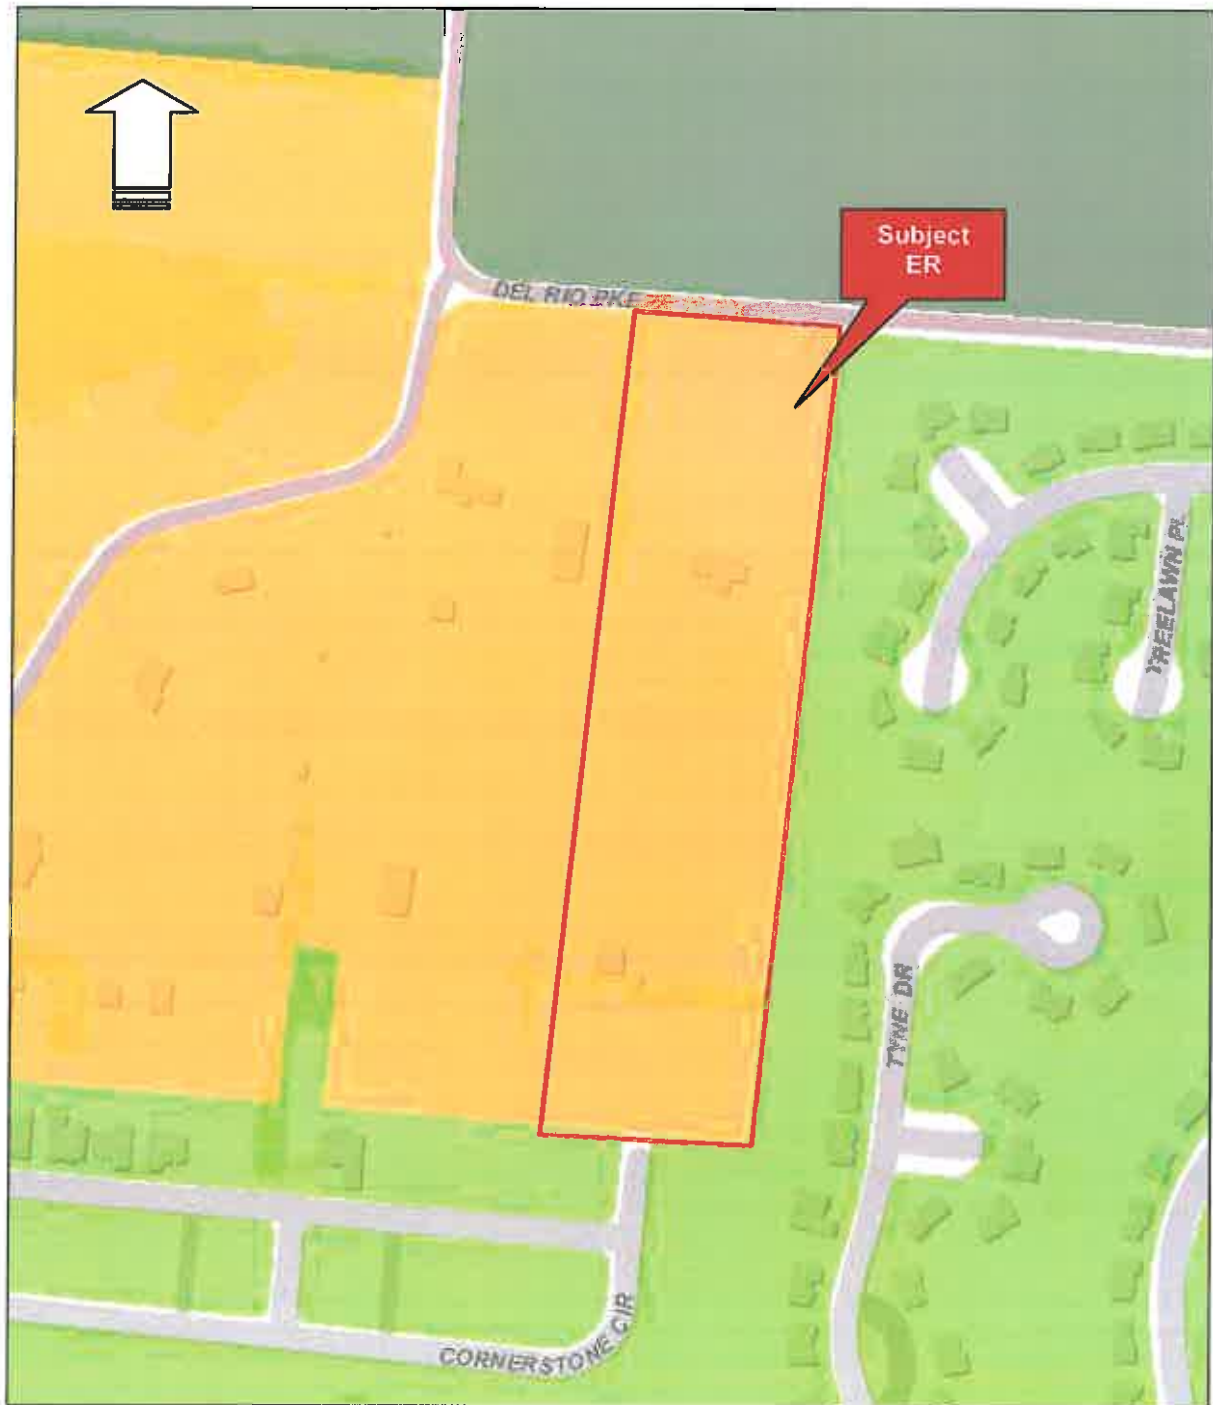 Subject
ER
DEL RIO PKE
TREELAWN PL
TYNE DR
CORNERSTONE CIR